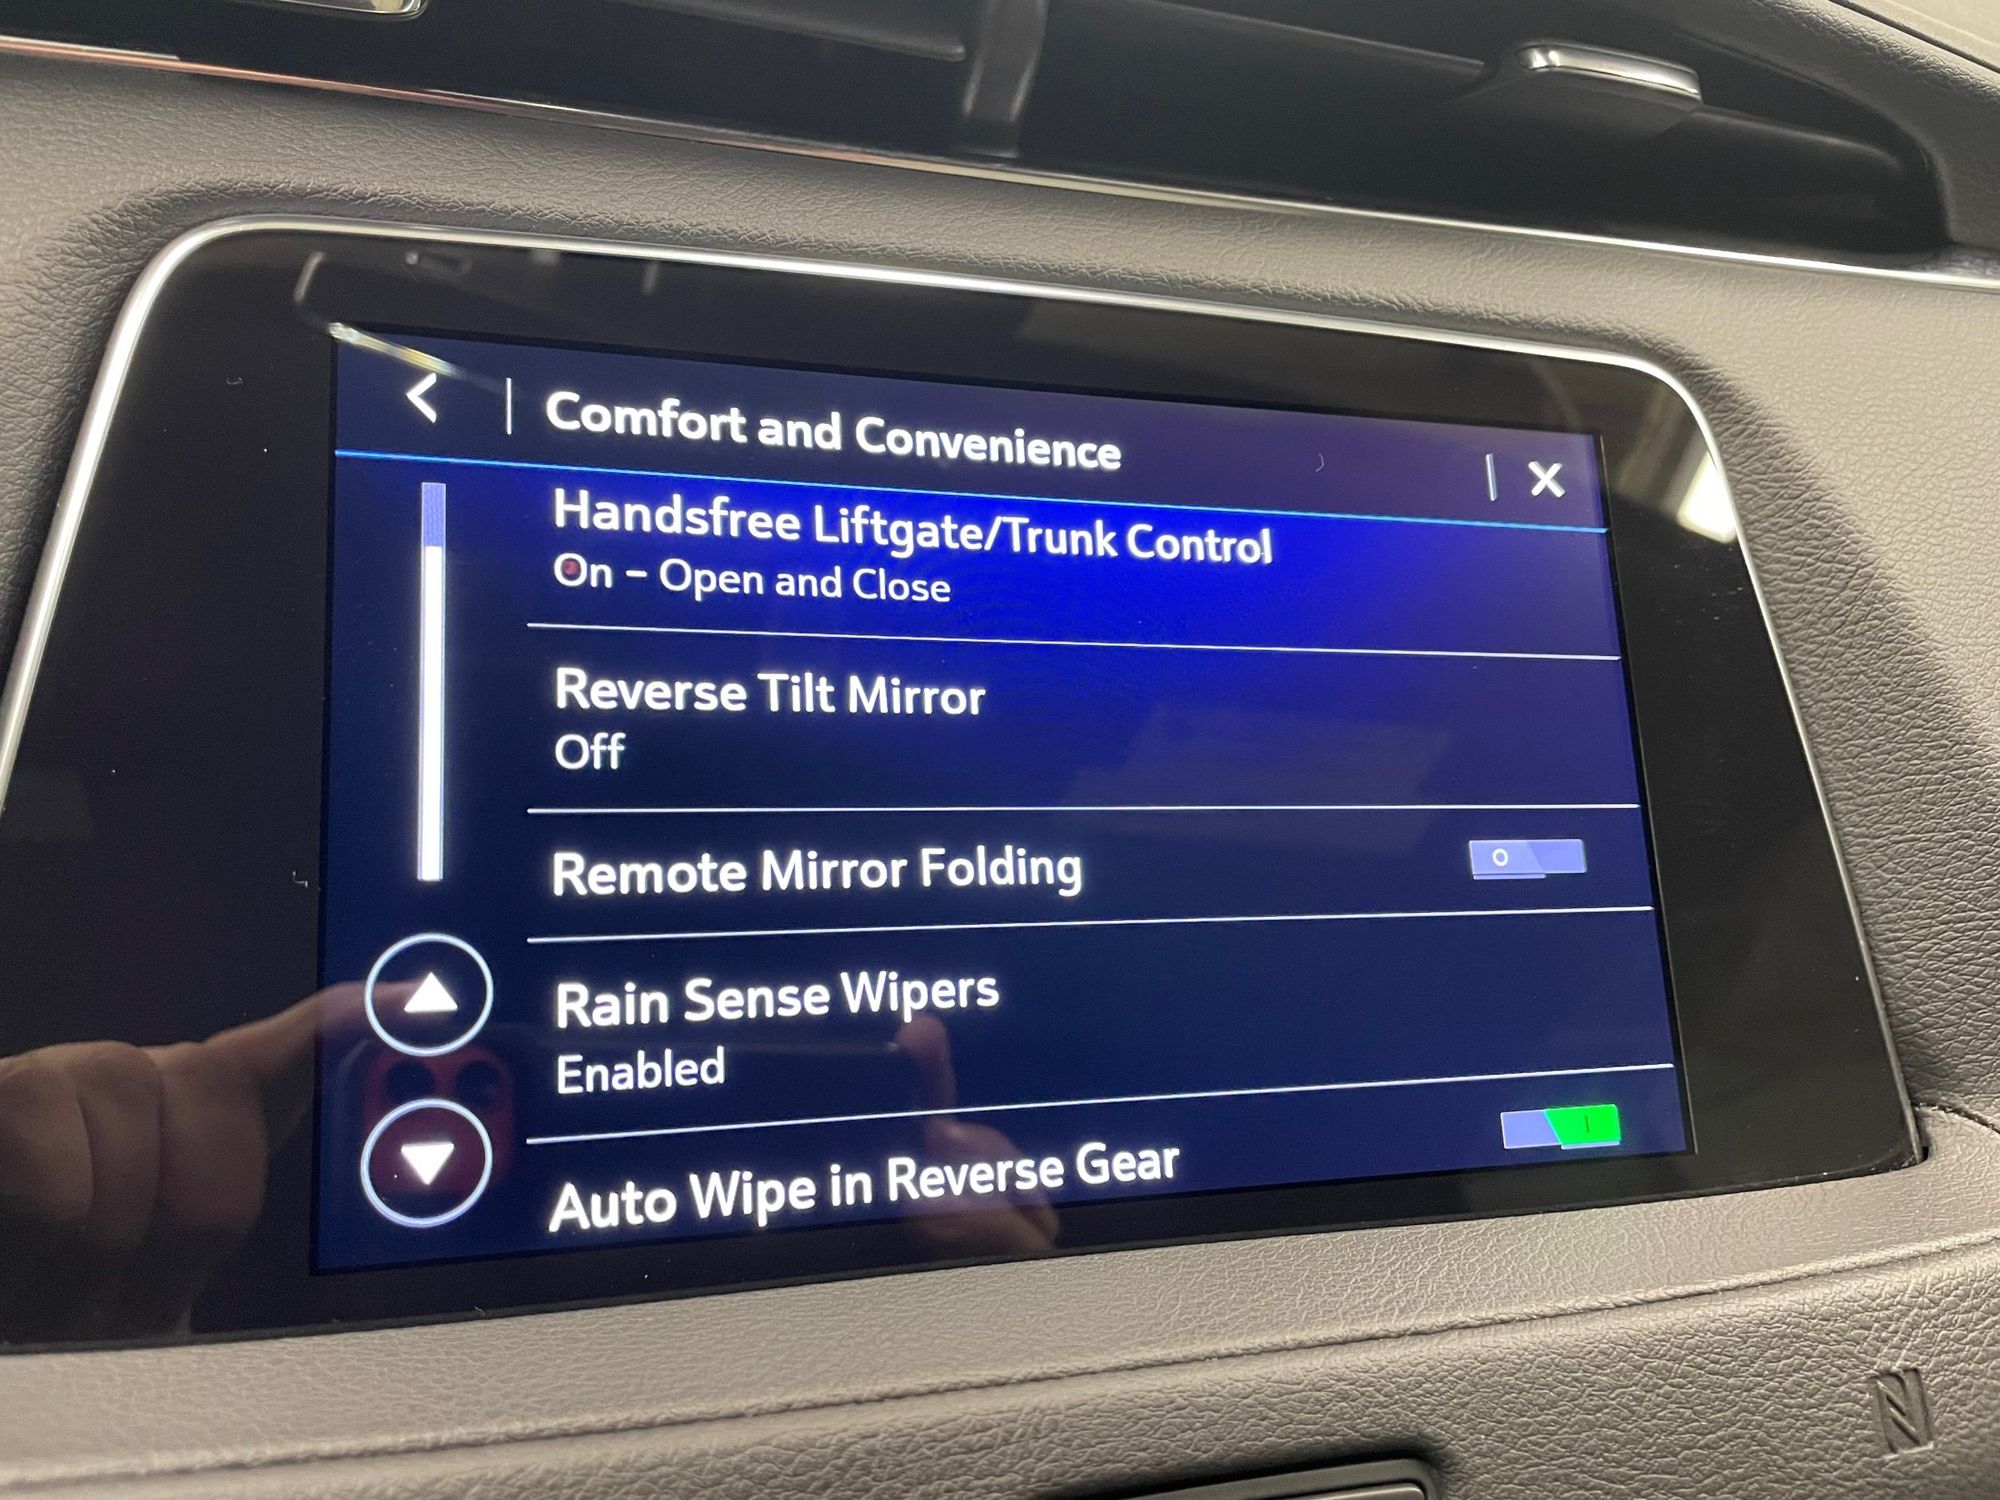 Comfort and Convenience
Handsfree Liftgate/Trunk Control
On – Open and Close
Reverse Tilt Mirror
Off
Remote Mirror Folding
Rain Sense Wipers
Enabled
Auto Wipe in Reverse Gear